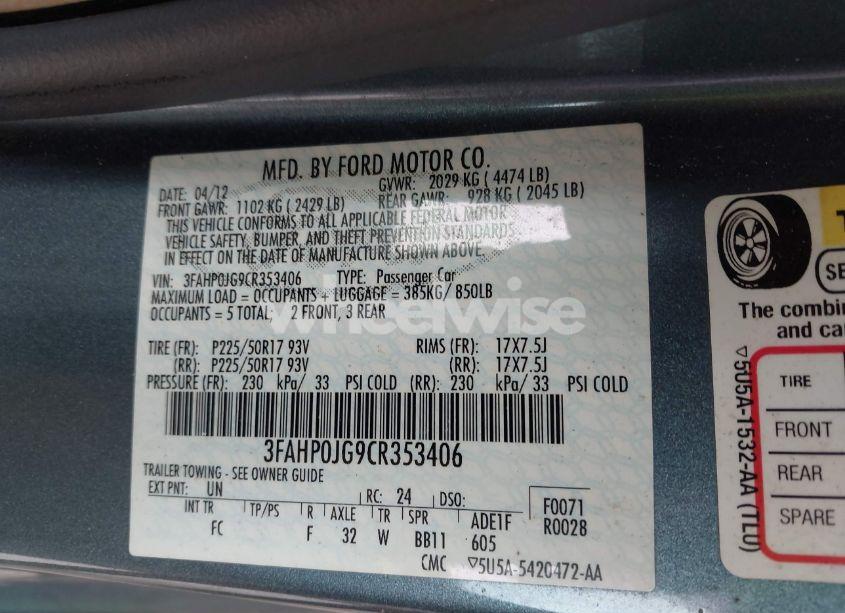 MFD. BY FORD MOTOR CO.
DATE: 04/12 GVWR: 2029 KG ( 4474 LB)
FRONT GAWR: 1102 KG ( 2429 LB) REAR GAWR: 928 KG ( 2045 LB)
THIS VEHICLE CONFORMS TO ALL APPLICABLE FEDERAL MOTOR
VEHICLE SAFETY, BUMPER, AND THEFT PREVENTION STANDARDS
IN EFFECT ON THE DATE OF MANUFACTURE SHOWN ABOVE.
VIN: 3FAHP0JG9CR353406 TYPE: Passenger Car
MAXIMUM LOAD = OCCUPANTS + LUGGAGE = 385KG/ 850LB
OCCUPANTS = 5 TOTAL; 2 FRONT, 3 REAR
wheelwise
TIRE (FR): P225/50R17 93V RIMS (FR): 17X7.5J
(RR): P225/50R17 93V (RR): 17X7.5J
PRESSURE (FR): 230 kPa/ 33 PSI COLD (RR): 230 kPa/ 33 PSI COLD
3FAHP0JG9CR353406
TRAILER TOWING - SEE OWNER GUIDE
EXT PNT: UN RC: 24 DSO: F0071
R0028
INT TR TP/PS R AXLE TR SPR ADE1F
FC F 32 W BB11 605
CMC ▽5U5A-5420472-AA
T
SE
The combin
and ca
TIRE
FRONT
REAR
SPARE
▽5U5A-1532-AA (TLU)